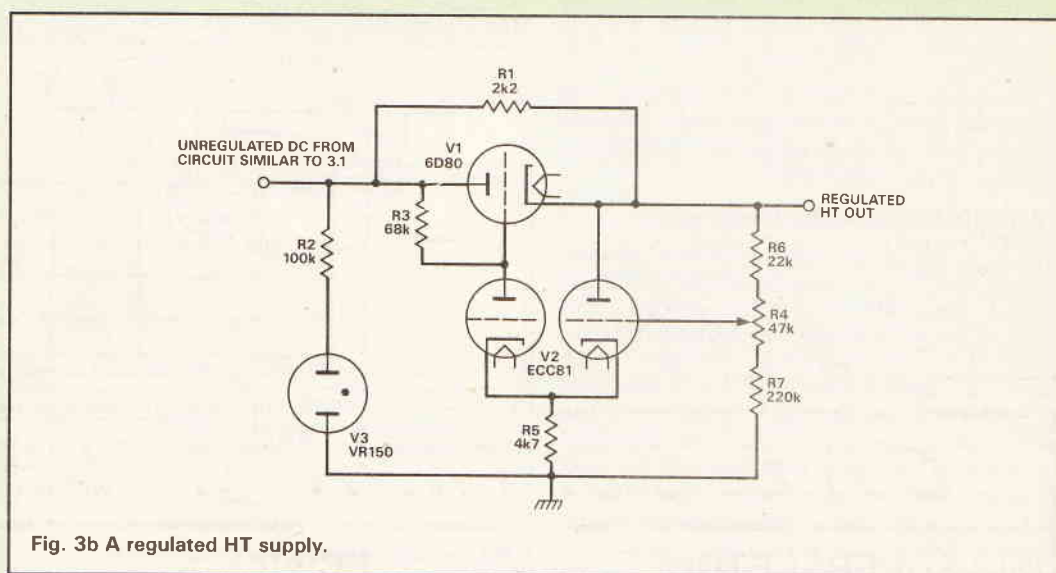 R1
2k2
UNREGULATED DC FROM
CIRCUIT SIMILAR TO 3.1
V1
6D80
REGULATED
HT OUT
R3
68k
R2
100k
R6
22k
R4
47k
V2
ECC81
R7
220k
R5
4k7
V3
VR150
Fig. 3b A regulated HT supply.